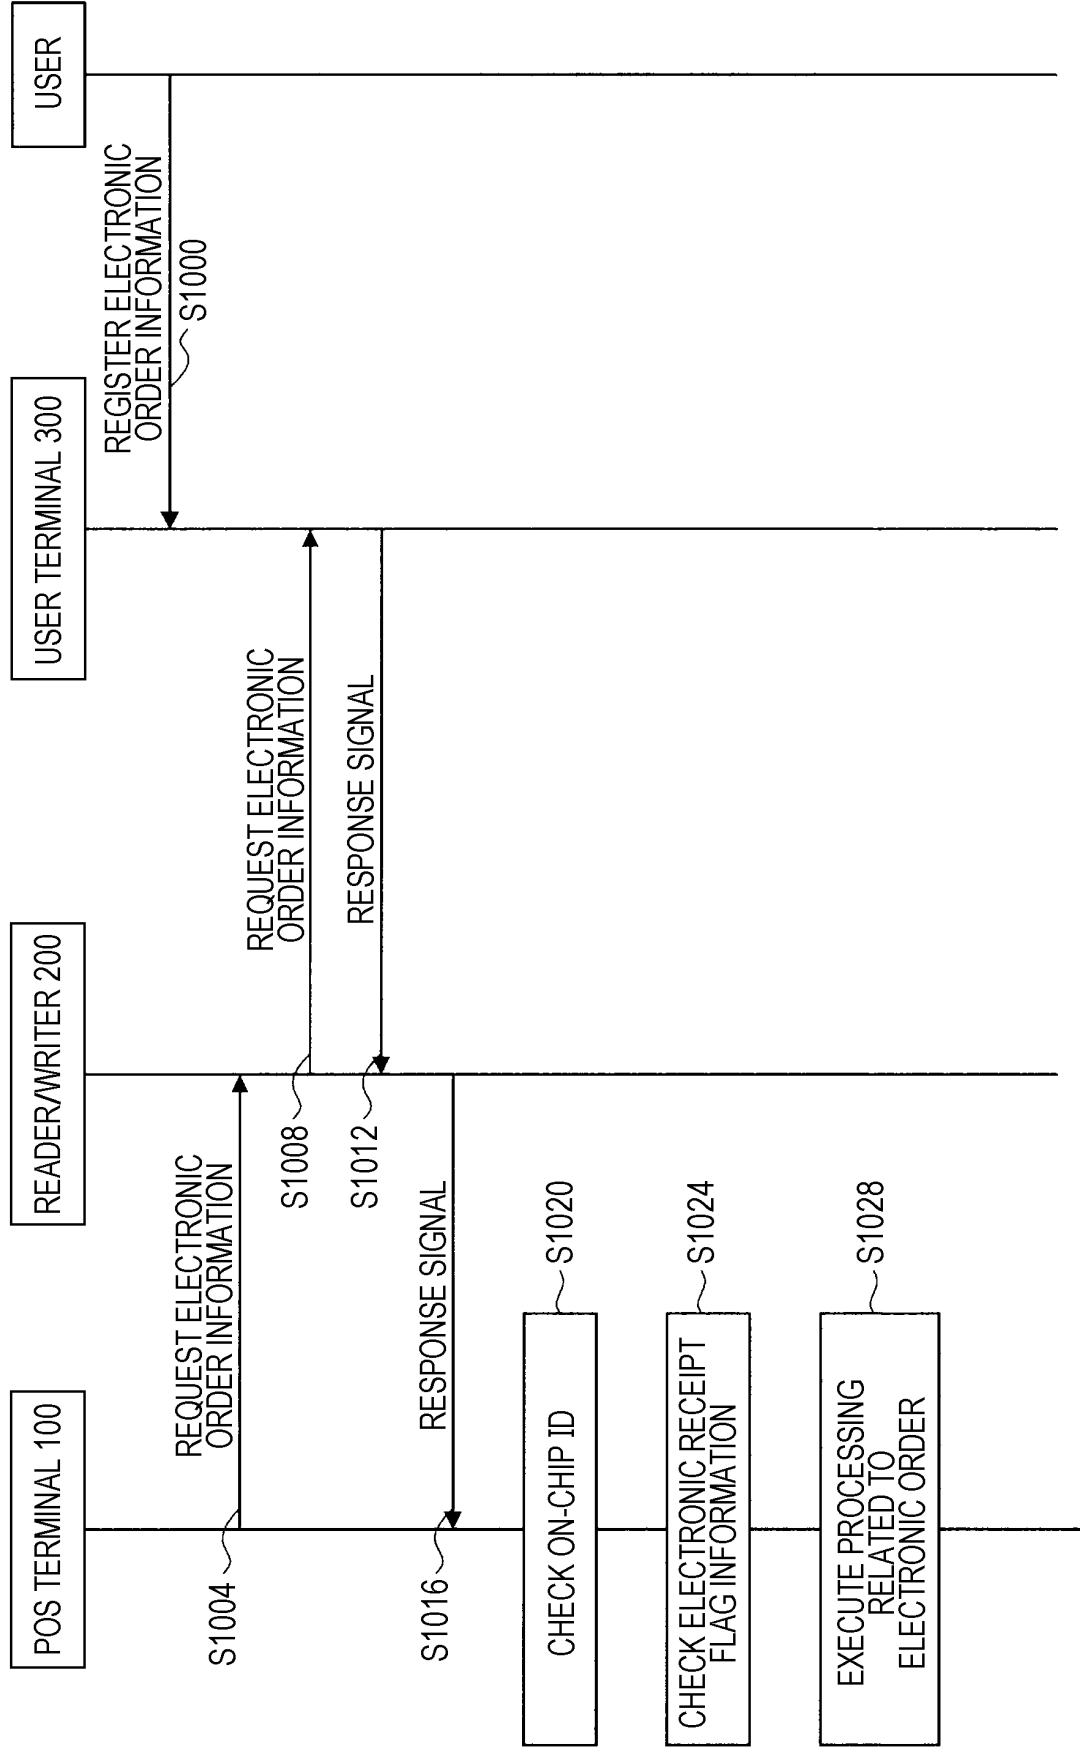 POS TERMINAL 100
READER/WRITER 200
USER TERMINAL 300
USER
REGISTER ELECTRONIC
ORDER INFORMATION
S1000
REQUEST ELECTRONIC
ORDER INFORMATION
S1004
REQUEST ELECTRONIC
ORDER INFORMATION
S1008
RESPONSE SIGNAL
S1012
RESPONSE SIGNAL
S1016
CHECK ON-CHIP ID
S1020
CHECK ELECTRONIC RECEIPT
FLAG INFORMATION
S1024
EXECUTE PROCESSING
RELATED TO
ELECTRONIC ORDER
S1028